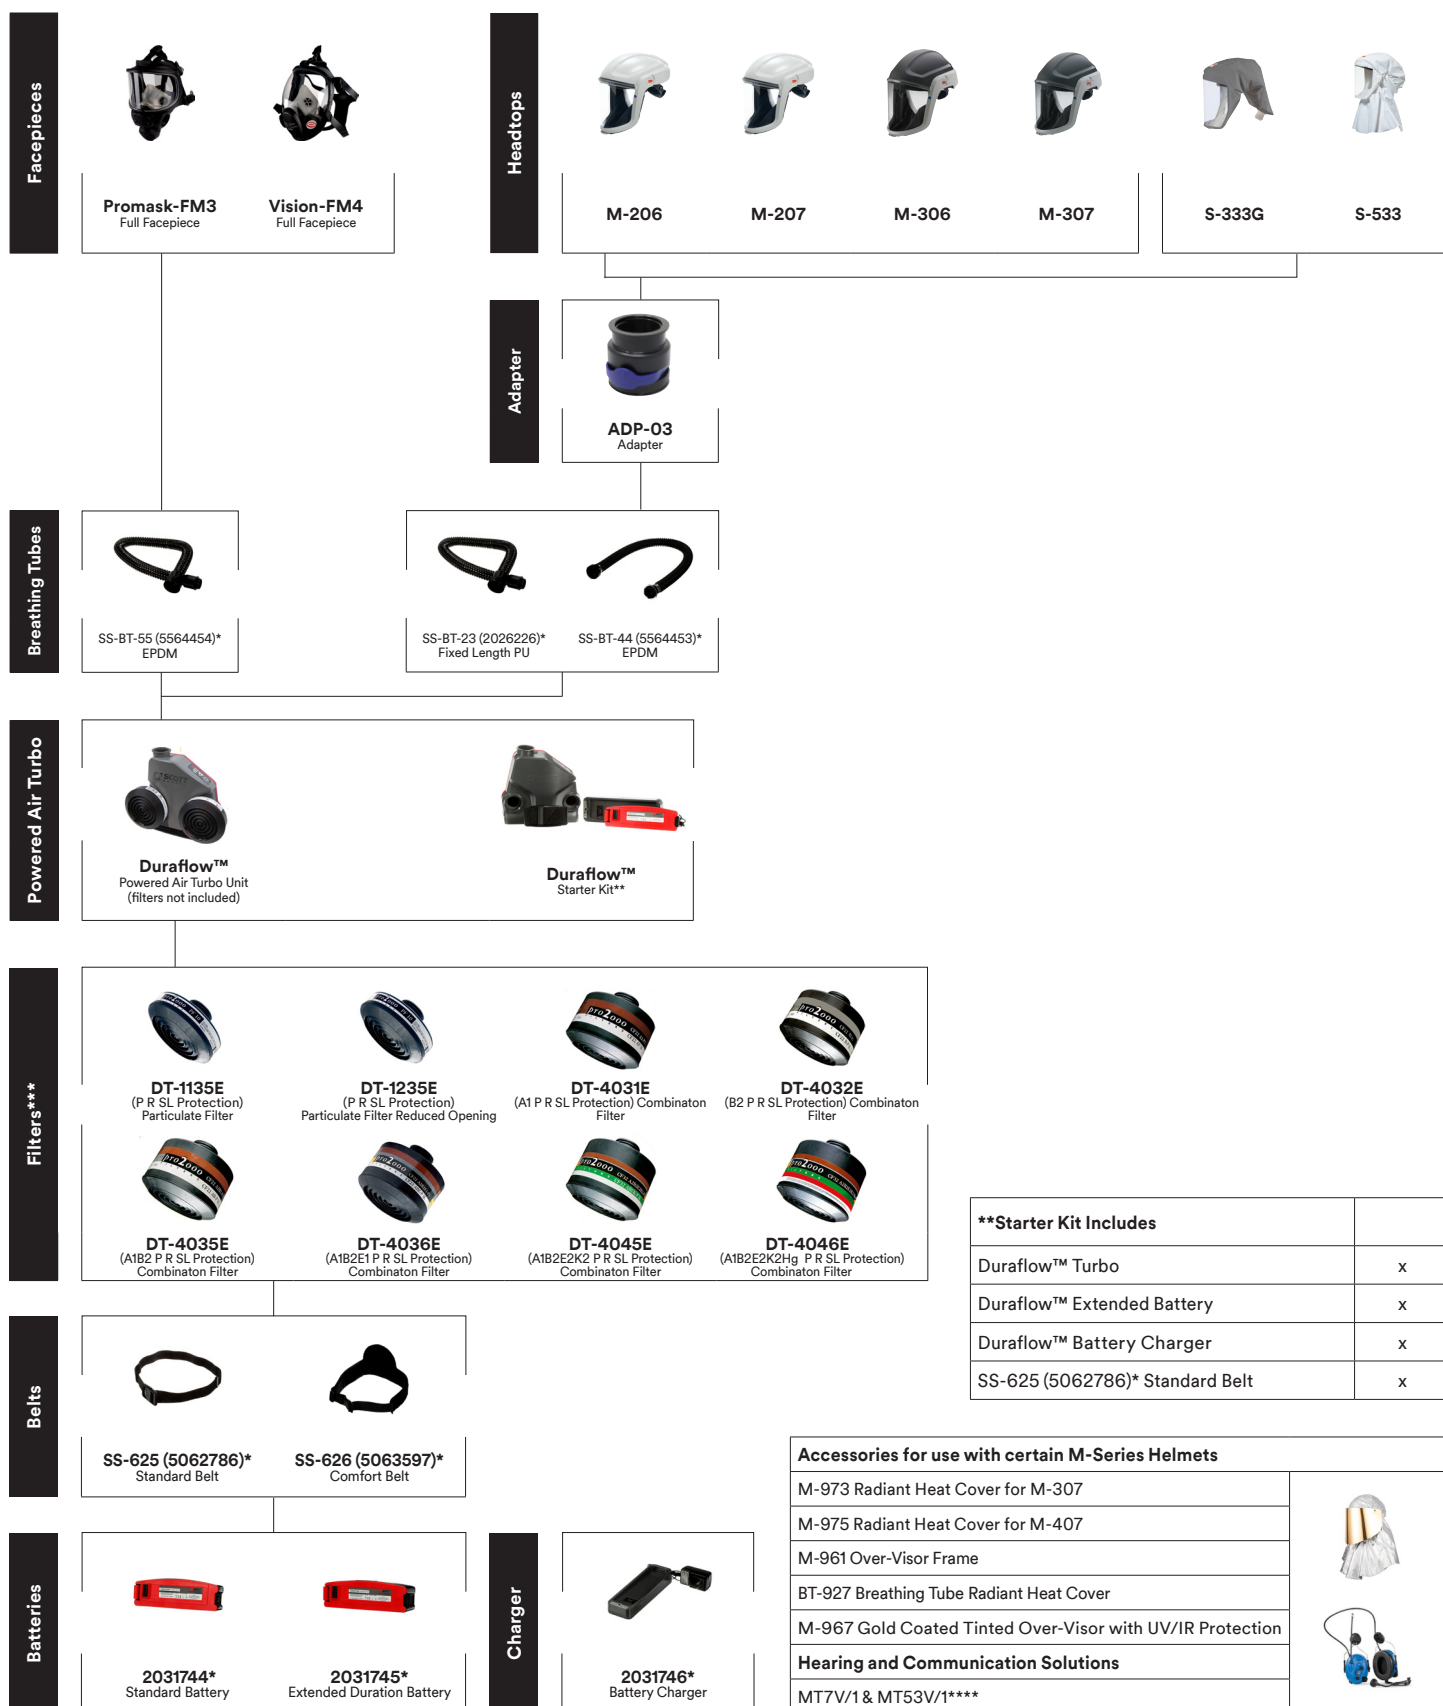 Facepieces
Promask-FM3
Full Facepiece
Vision-FM4
Full Facepiece
Headtops
M-206
M-207
M-306
M-307
S-333G
S-533
Adapter
ADP-03
Adapter
Breathing Tubes
SS-BT-55 (5564454)*
EPDM
SS-BT-23 (2026226)*
Fixed Length PU
SS-BT-44 (5564453)*
EPDM
Powered Air Turbo
SCOTT
Duraflow™
Powered Air Turbo Unit
(filters not included)
Duraflow™
Starter Kit**
Filters***
DT-1135E
(P R SL Protection)
Particulate Filter
DT-1235E
(P R SL Protection)
Particulate Filter Reduced Opening
pro2000
DT-4031E
(A1 P R SL Protection) Combinaton
Filter
pro2000
DT-4032E
(B2 P R SL Protection) Combinaton
Filter
pro2000
DT-4035E
(A1B2 P R SL Protection)
Combinaton Filter
pro2000
DT-4036E
(A1B2E1 P R SL Protection)
Combinaton Filter
pro2000
DT-4045E
(A1B2E2K2 P R SL Protection)
Combinaton Filter
pro2000
DT-4046E
(A1B2E2K2Hg P R SL Protection)
Combinaton Filter
**Starter Kit Includes
Duraflow™ Turbo x
Duraflow™ Extended Battery x
Duraflow™ Battery Charger x
SS-625 (5062786)* Standard Belt x
Belts
SS-625 (5062786)*
Standard Belt
SS-626 (5063597)*
Comfort Belt
Batteries
2031744*
Standard Battery
2031745*
Extended Duration Battery
Charger
2031746*
Battery Charger
Accessories for use with certain M-Series Helmets
M-973 Radiant Heat Cover for M-307
M-975 Radiant Heat Cover for M-407
M-961 Over-Visor Frame
BT-927 Breathing Tube Radiant Heat Cover
M-967 Gold Coated Tinted Over-Visor with UV/IR Protection
Hearing and Communication Solutions
MT7V/1 & MT53V/1****